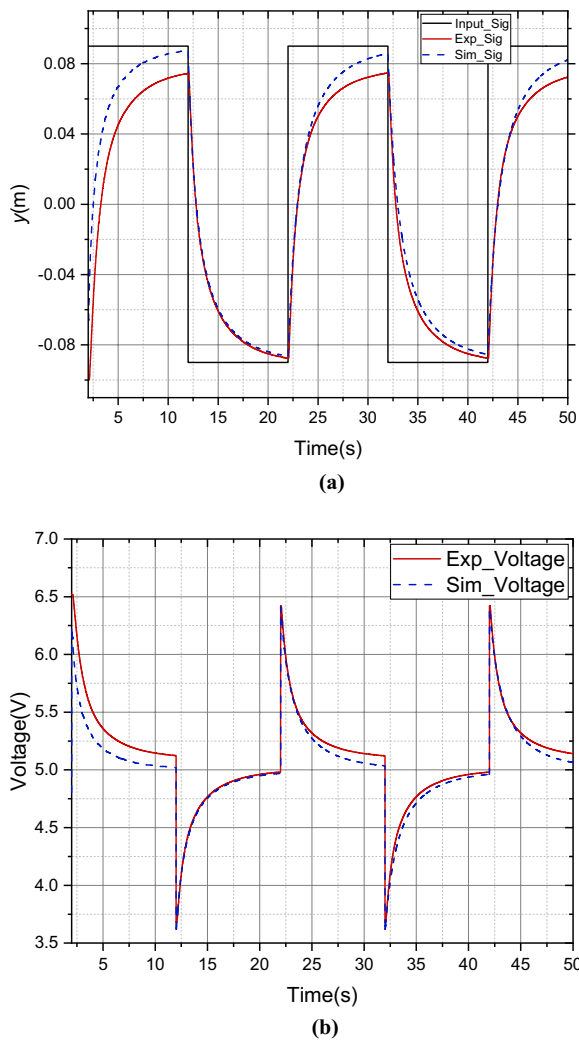 Input_Sig
Exp_Sig
Sim_Sig
0.08
0.04
0.00
-0.04
-0.08
y(m)
5 10 15 20 25 30 35 40 45 50
Time(s)
(a)
7.0
6.5
6.0
5.5
5.0
4.5
4.0
3.5
Voltage(V)
Exp_Voltage
Sim_Voltage
5 10 15 20 25 30 35 40 45 50
Time(s)
(b)